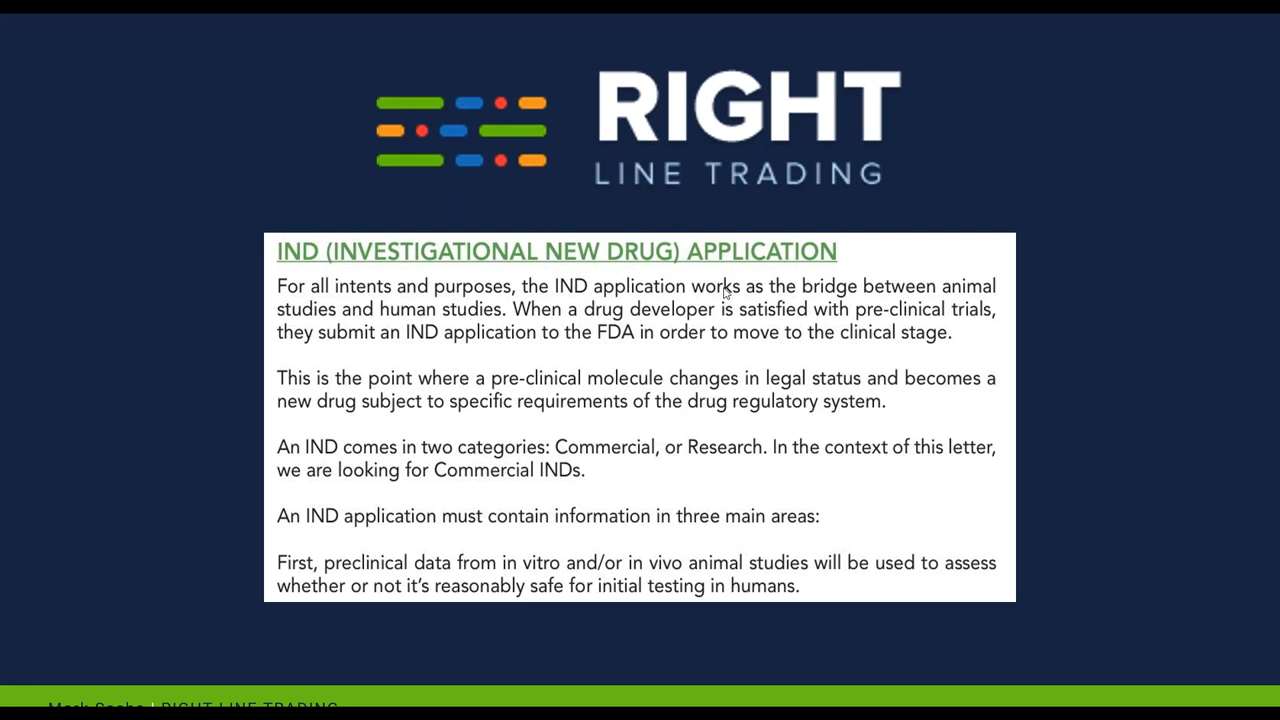 RIGHT
LINE TRADING
IND (INVESTIGATIONAL NEW DRUG) APPLICATION
For all intents and purposes, the IND application works as the bridge between animal
studies and human studies. When a drug developer is satisfied with pre-clinical trials,
they submit an IND application to the FDA in order to move to the clinical stage.
This is the point where a pre-clinical molecule changes in legal status and becomes a
new drug subject to specific requirements of the drug regulatory system.
An IND comes in two categories: Commercial, or Research. In the context of this letter,
we are looking for Commercial INDs.
An IND application must contain information in three main areas:
First, preclinical data from in vitro and/or in vivo animal studies will be used to assess
whether or not it's reasonably safe for initial testing in humans.
| RIGHT LINE TRADING